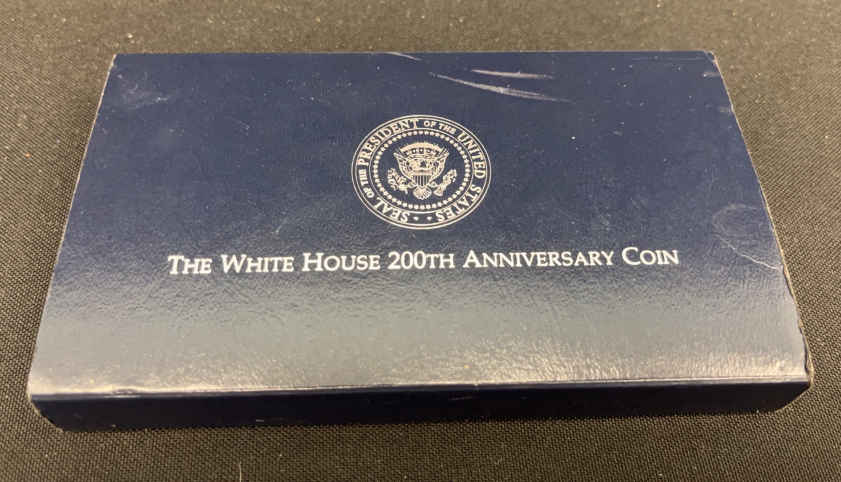 SEAL OF THE PRESIDENT OF THE UNITED STATES
THE WHITE HOUSE 200TH ANNIVERSARY COIN